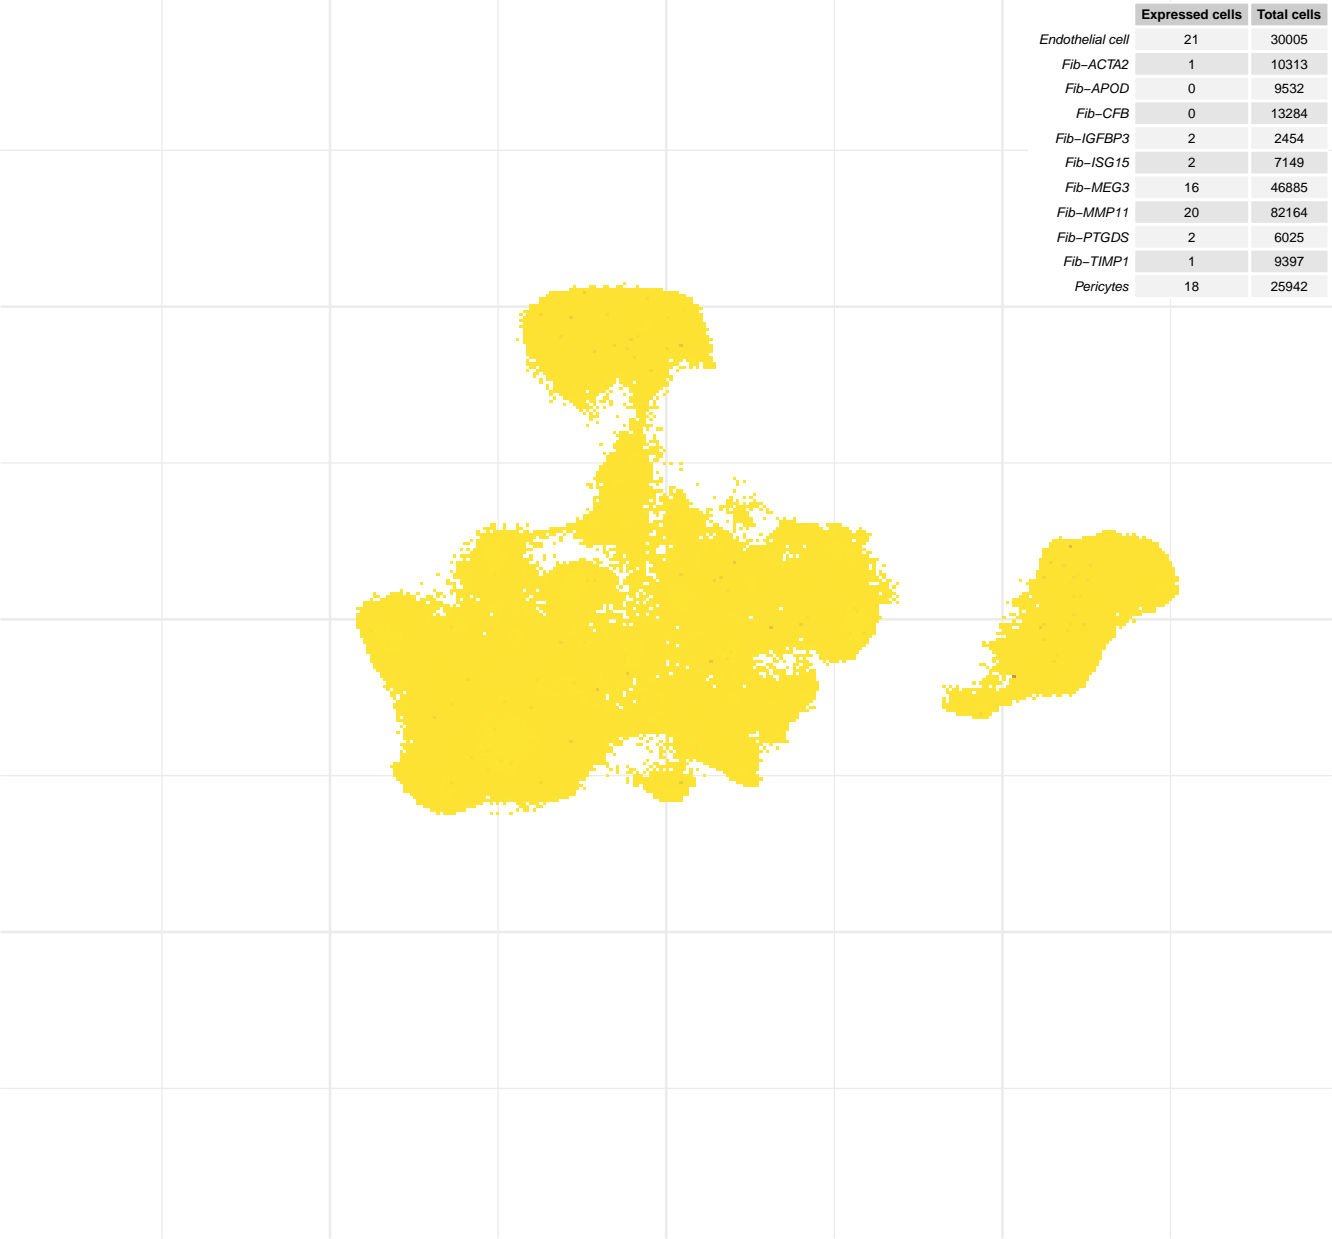 Expressed cells Total cells
Endothelial cell 21 30005
Fib−ACTA2 1 10313
Fib−APOD 0 9532
Fib−CFB 0 13284
Fib−IGFBP3 2 2454
Fib−ISG15 2 7149
Fib−MEG3 16 46885
Fib−MMP11 20 82164
Fib−PTGDS 2 6025
Fib−TIMP1 1 9397
Pericytes 18 25942